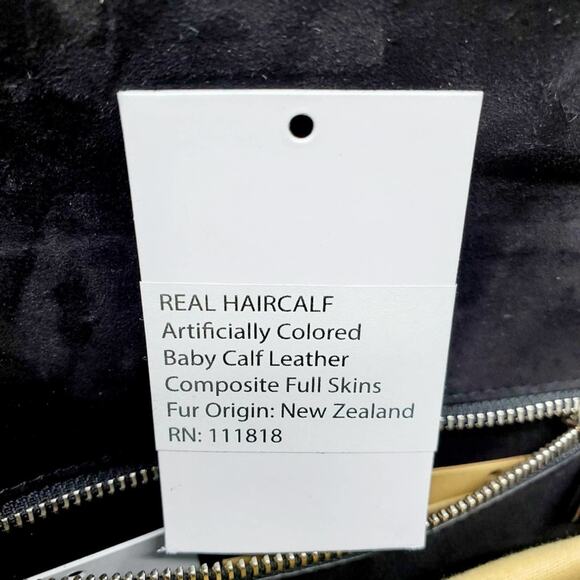 REAL HAIRCALF
Artificially Colored
Baby Calf Leather
Composite Full Skins
Fur Origin: New Zealand
RN: 111818